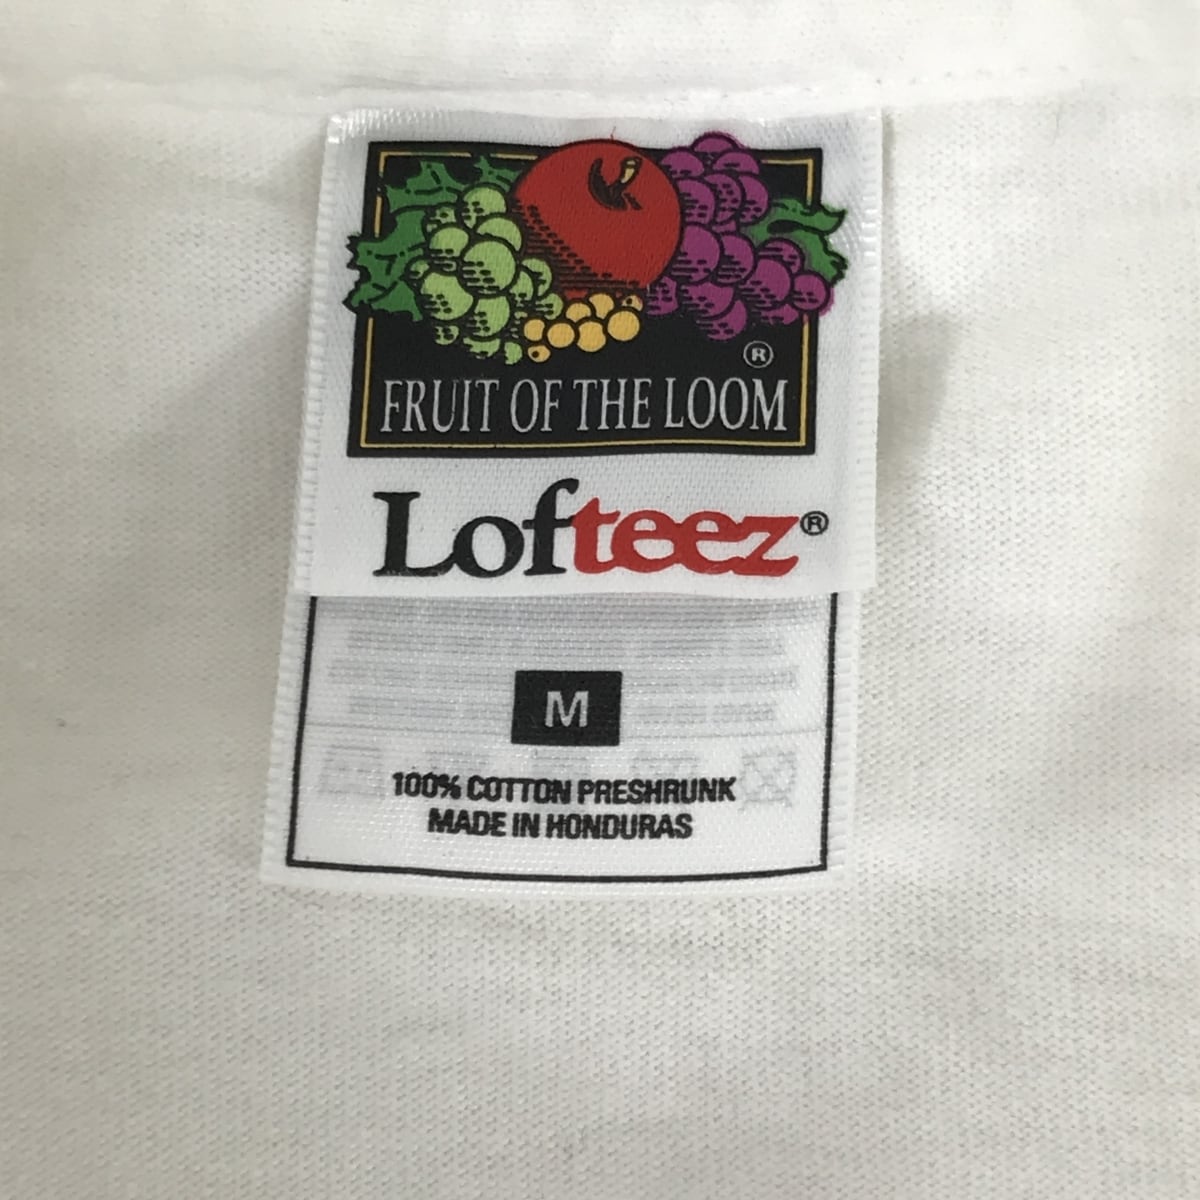 ®
FRUIT OF THE LOOM
Lofteez®
M
100% COTTON PRESHRUNK
MADE IN HONDURAS